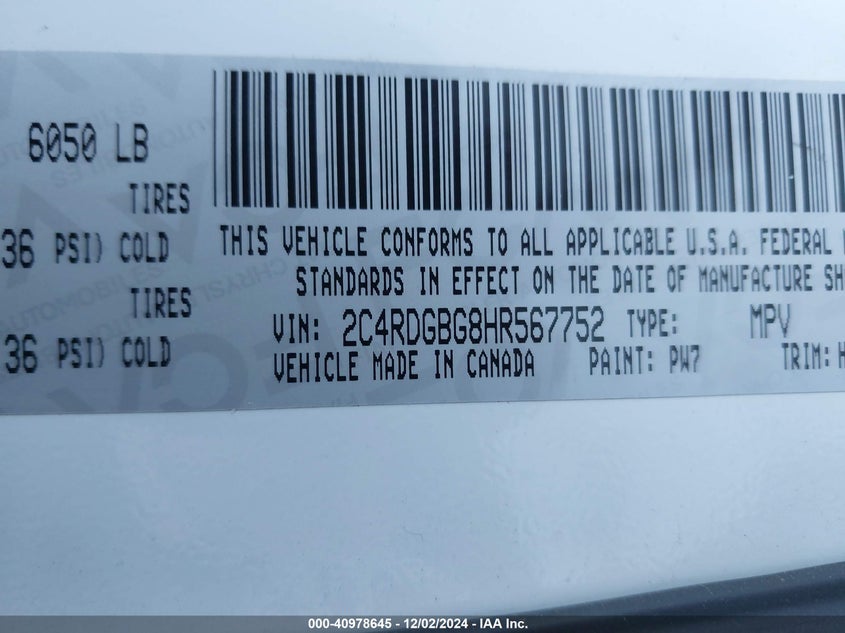 6050 LB
TIRES
36 PSI) COLD
TIRES
36 PSI) COLD
THIS VEHICLE CONFORMS TO ALL APPLICABLE U.S.A. FEDERAL
STANDARDS IN EFFECT ON THE DATE OF MANUFACTURE SH
VIN: 2C4RDGBG8HR567752 TYPE: MPV
VEHICLE MADE IN CANADA PAINT: PW7 TRIM: H
000-40978645 - 12/02/2024 - IAA Inc.